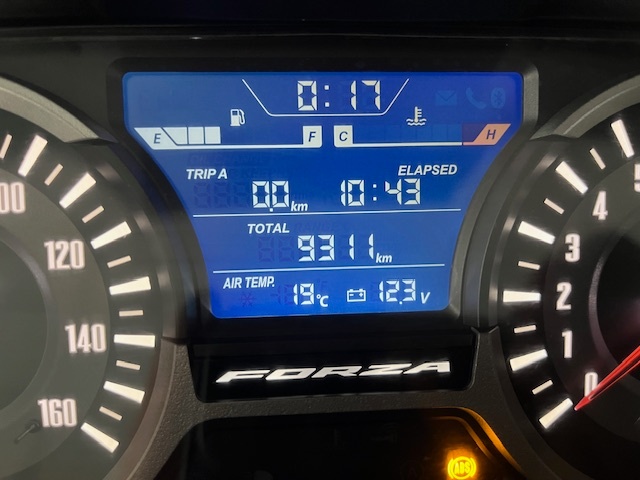 0:17
E F C H
TRIP A ELAPSED
0.0 km 10:43
TOTAL
9311 km
AIR TEMP. 19 °C 12.3 V
FORZA
100
120
140
160
4
3
2
1
0
ABS